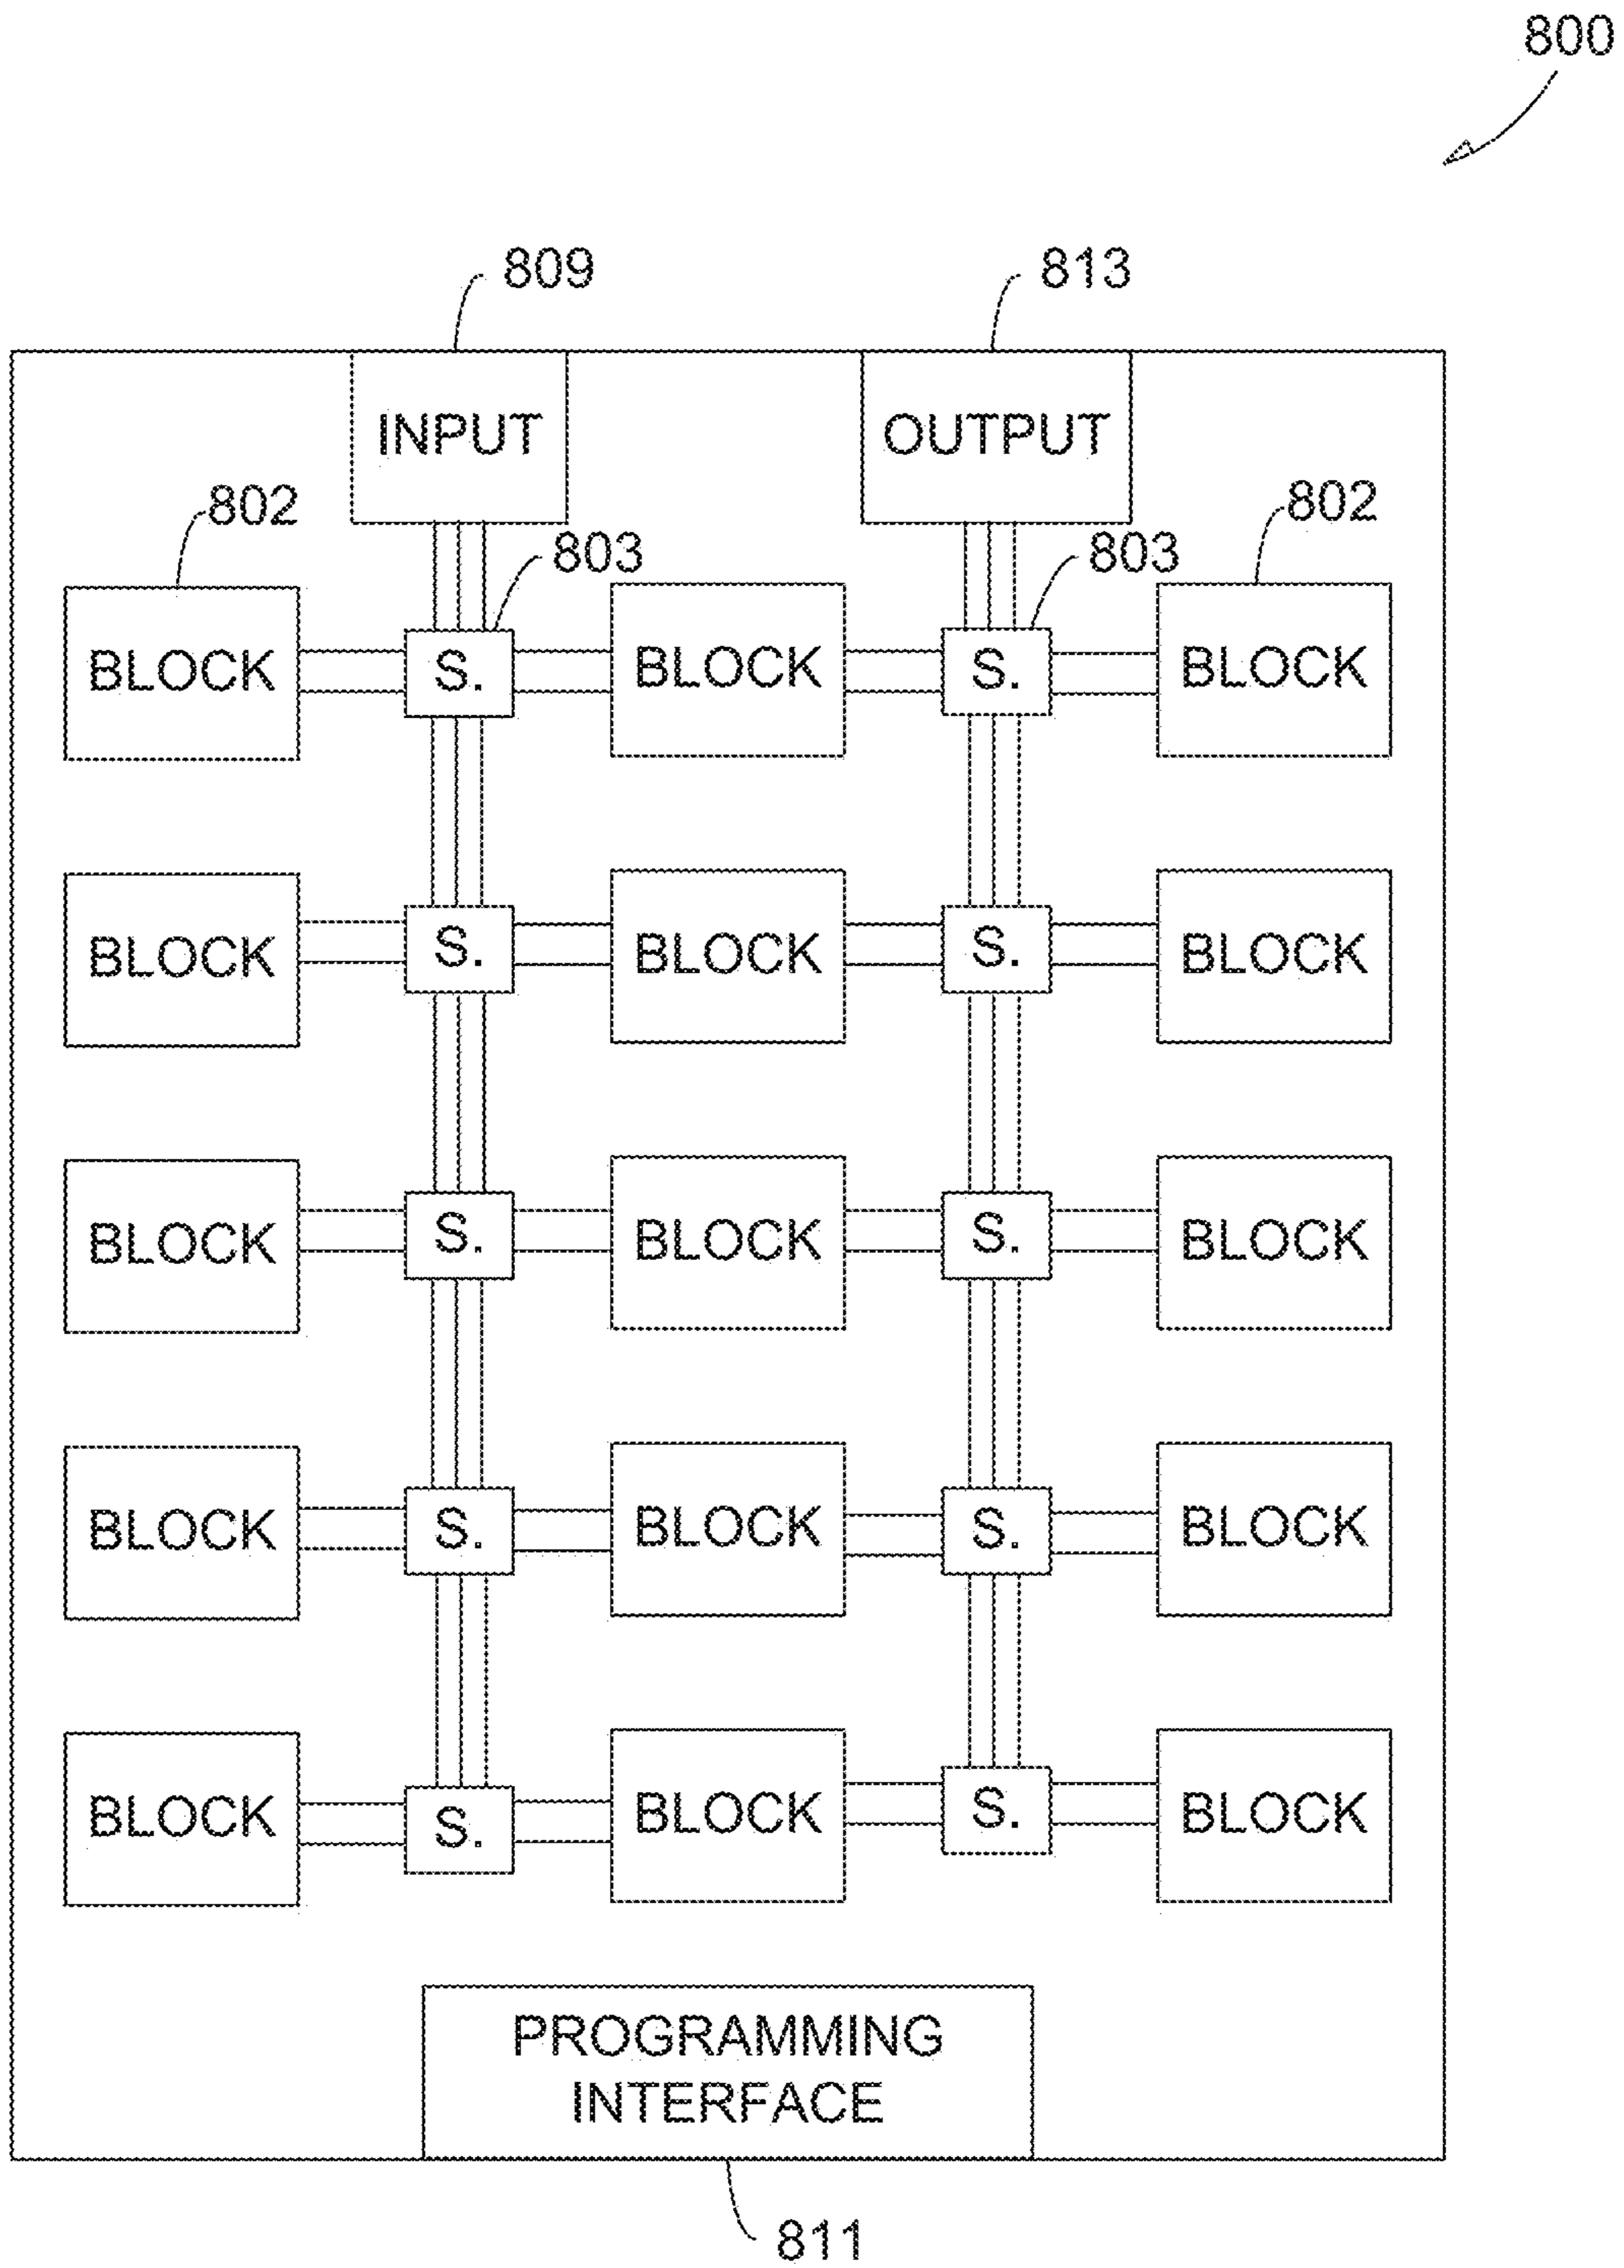 800
809
813
INPUT
OUTPUT
802
803
803
802
BLOCK
S.
BLOCK
S.
BLOCK
BLOCK
S.
BLOCK
S.
BLOCK
BLOCK
S.
BLOCK
S.
BLOCK
BLOCK
S.
BLOCK
S.
BLOCK
BLOCK
S.
BLOCK
S.
BLOCK
PROGRAMMING
INTERFACE
811